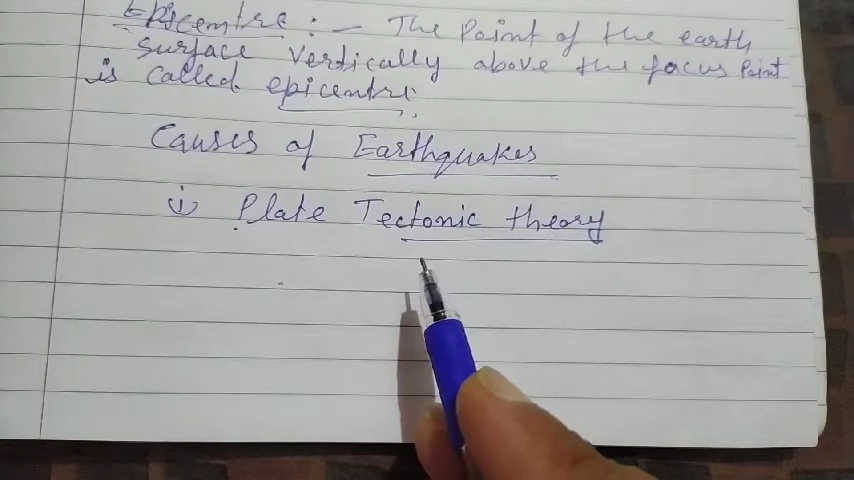 Epicentre :- The Point of the earth
Surface Vertically above the focus Point
is called epicentre.
Causes of Earthquakes
(i) Plate Tectonic theory